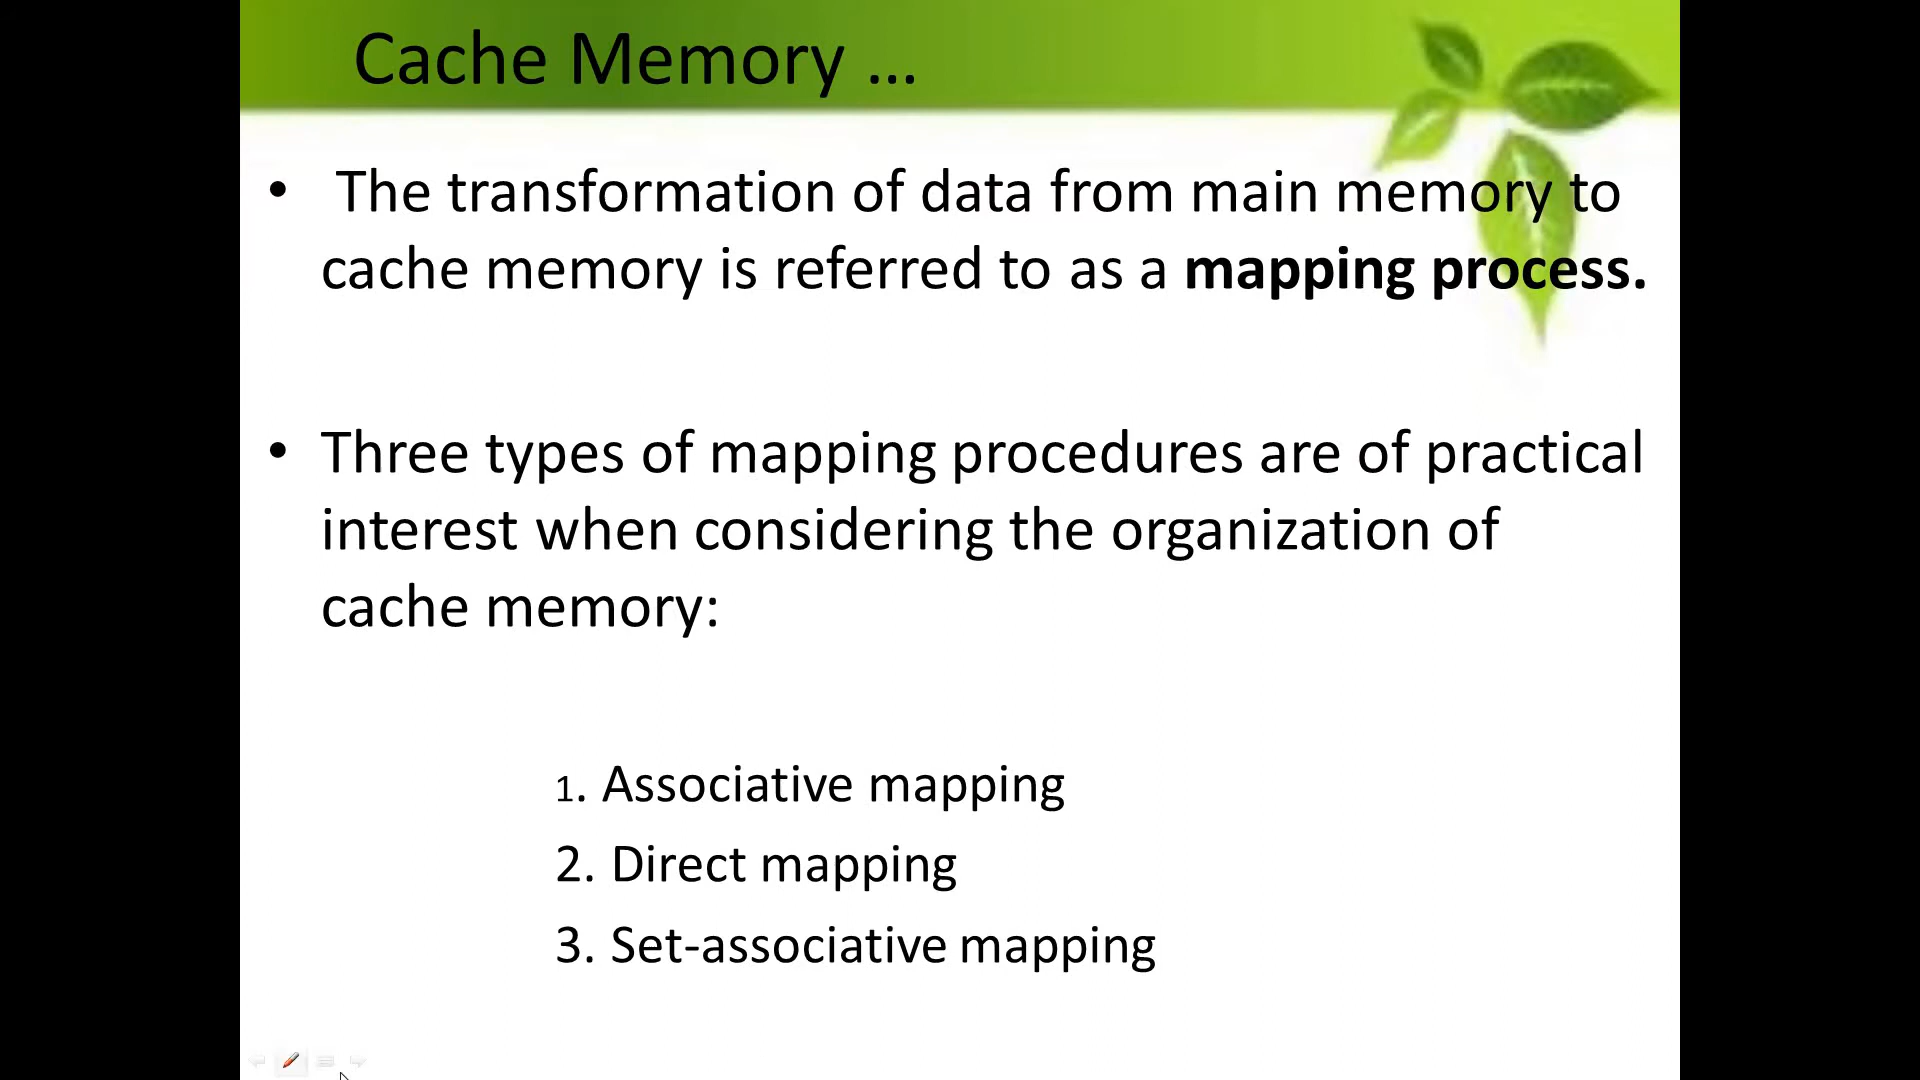 Cache Memory ...
• The transformation of data from main memory to
cache memory is referred to as a mapping process.
• Three types of mapping procedures are of practical
interest when considering the organization of
cache memory:
1. Associative mapping
2. Direct mapping
3. Set-associative mapping